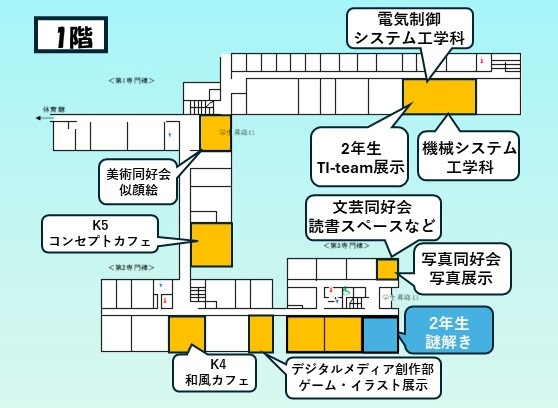 1階
電気制御
システム工学科
<第1専門棟>
体育館
学生昇降口
2年生
TI-team展示
機械システム
工学科
美術同好会
似顔絵
文芸同好会
読書スペースなど
K5
コンセプトカフェ
<第3専門棟>
写真同好会
写真展示
<第2専門棟>
学生昇降口
2年生
謎解き
K4
和風カフェ
デジタルメディア創作部
ゲーム・イラスト展示